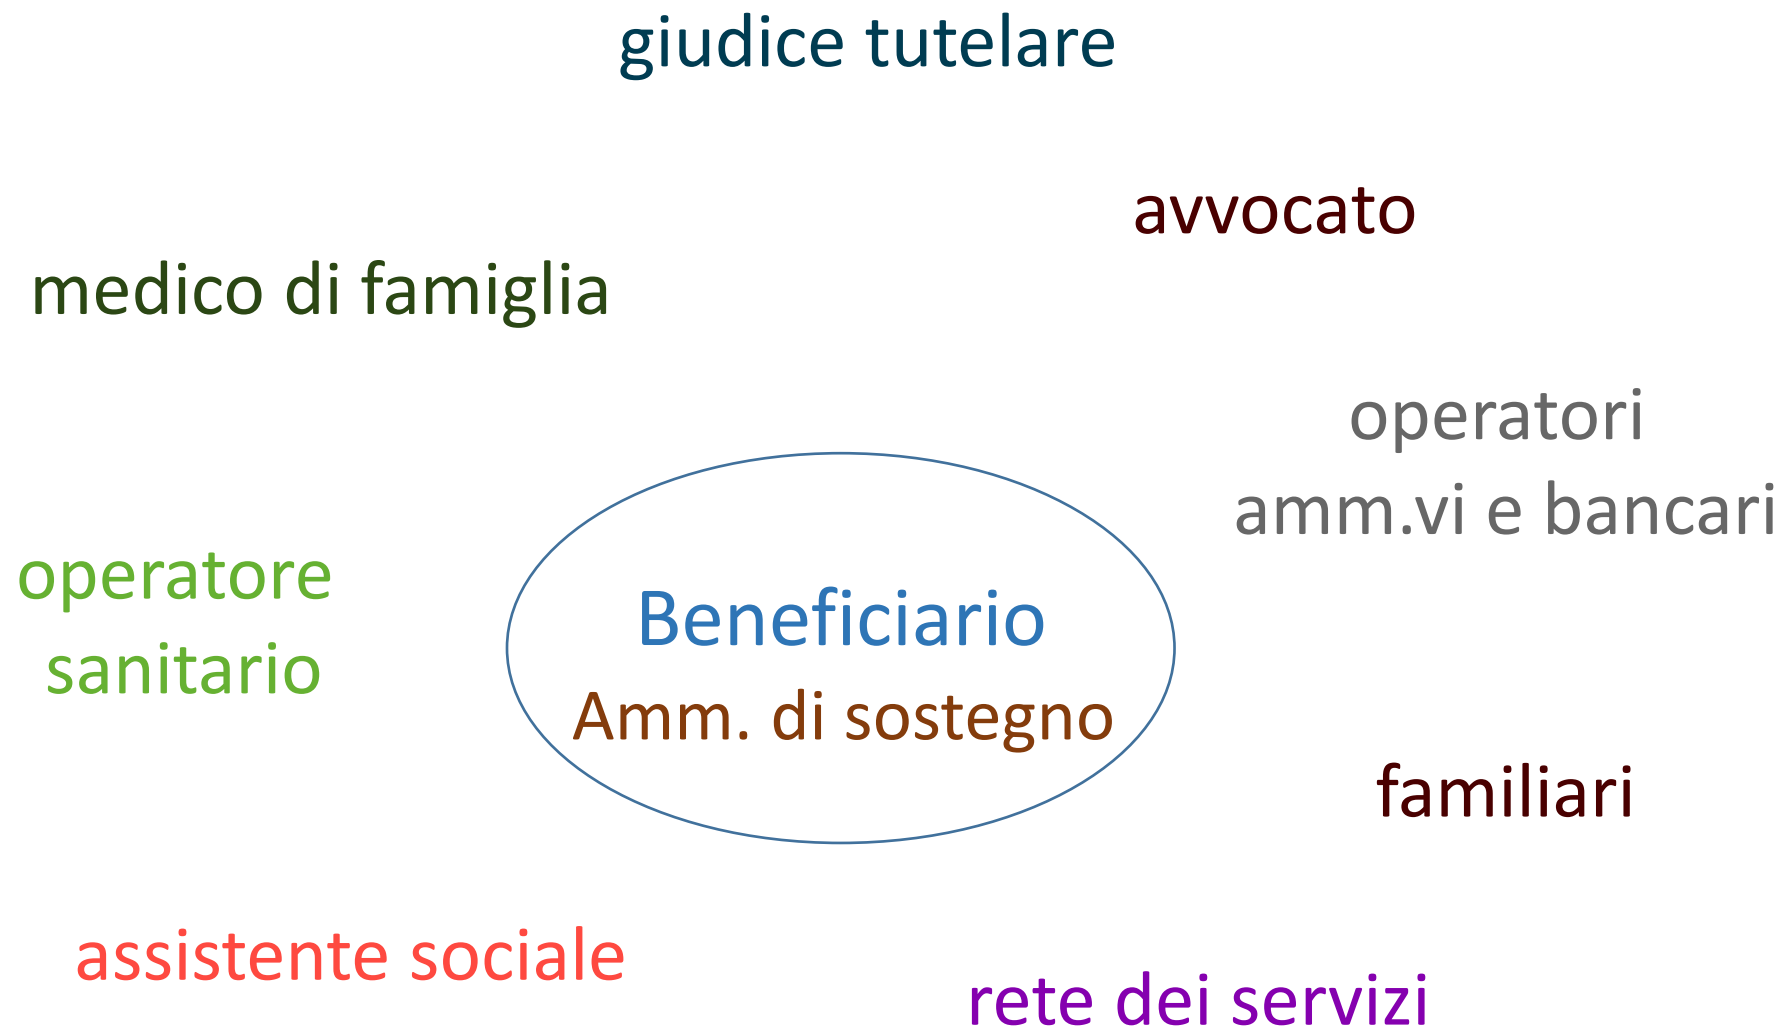 giudice tutelare
avvocato
medico di famiglia
operatori
amm.vi e bancari
operatore
sanitario
Beneficiario
Amm. di sostegno
familiari
assistente sociale
rete dei servizi